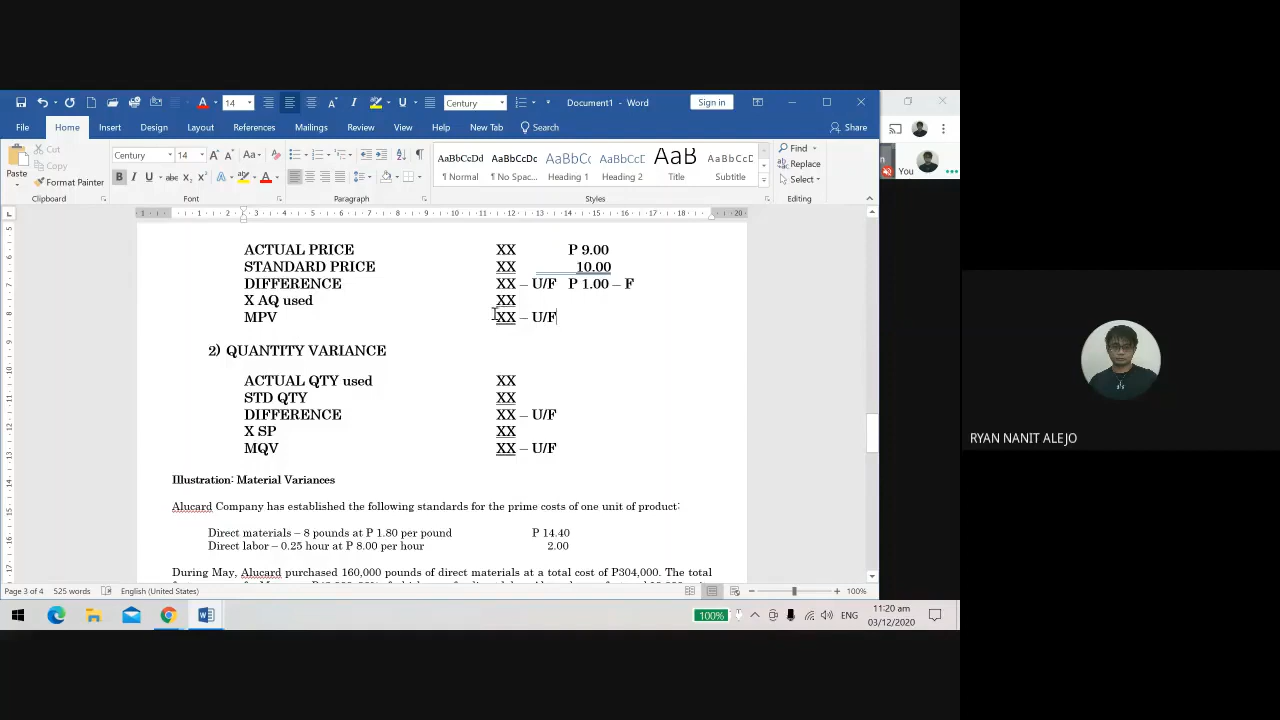 14
Century
Document1 - Word
Sign in
File
Home
Insert
Design
Layout
References
Mailings
Review
View
Help
New Tab
Search
Share
Paste
Cut
Copy
Format Painter
Century
14
AaBbCcDd
¶ Normal
AaBbCcDc
¶ No Spac...
AaBbCc
Heading 1
AaBbCcE
Heading 2
AaB
Title
AaBbCcD
Subtitle
Find
Replace
Select
Clipboard
Font
Paragraph
Styles
Editing
You
ACTUAL PRICE XX P 9.00
STANDARD PRICE XX 10.00
DIFFERENCE XX – U/F P 1.00 – F
X AQ used XX
MPV XX – U/F
2) QUANTITY VARIANCE
ACTUAL QTY used XX
STD QTY XX
DIFFERENCE XX – U/F
X SP XX
MQV XX – U/F
Illustration: Material Variances
Alucard Company has established the following standards for the prime costs of one unit of product:
Direct materials – 8 pounds at P 1.80 per pound P 14.40
Direct labor – 0.25 hour at P 8.00 per hour 2.00
During May, Alucard purchased 160,000 pounds of direct materials at a total cost of P304,000. The total
Page 3 of 4
525 words
English (United States)
100%
100%
ENG
11:20 am
03/12/2020
RYAN NANIT ALEJO